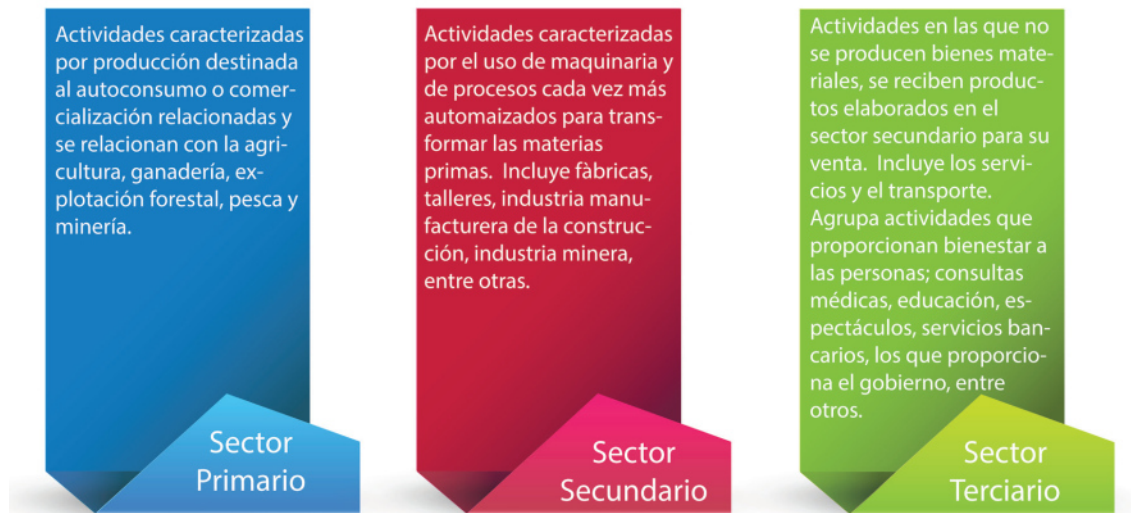 Actividades caracterizadas
por producción destinada
al autoconsumo o comer-
cialización relacionadas y
se relacionan con la agri-
cultura, ganadería, ex-
plotación forestal, pesca y
minería.
Sector
Primario
Actividades caracterizadas
por el uso de maquinaria y
de procesos cada vez más
automaizados para trans-
formar las materias
primas. Incluye fàbricas,
talleres, industria manu-
facturera de la construc-
ción, industria minera,
entre otras.
Sector
Secundario
Actividades en las que no
se producen bienes mate-
riales, se reciben produc-
tos elaborados en el
sector secundario para su
venta. Incluye los servi-
cios y el transporte.
Agrupa actividades que
proporcionan bienestar a
las personas; consultas
médicas, educación, es-
pectáculos, servicios ban-
carios, los que proporcio-
na el gobierno, entre
otros.
Sector
Terciario